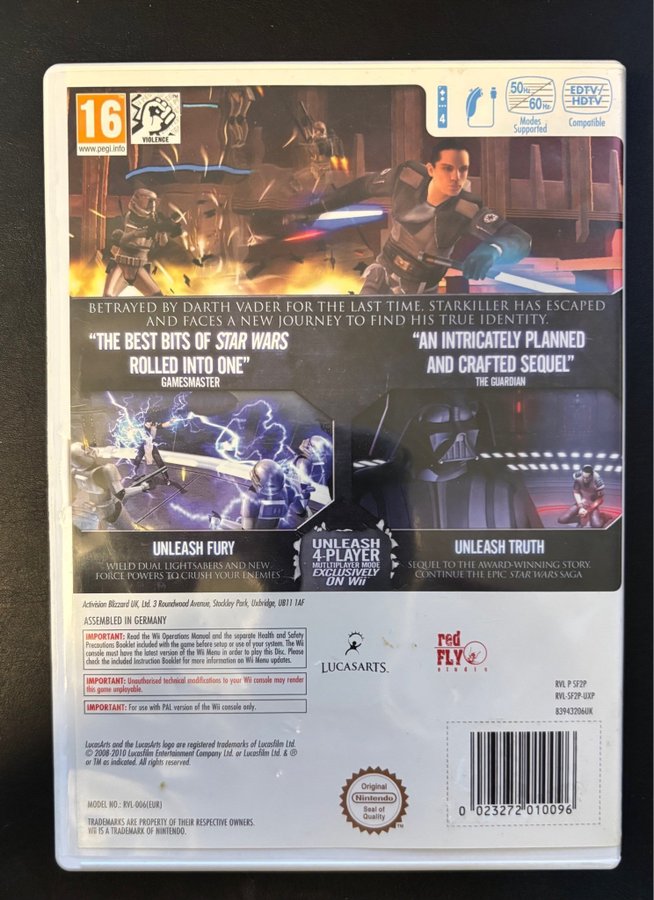 16
www.pegi.info
VIOLENCE
4
50Hz
60Hz
Modes
Supported
EDTV/
HDTV
Compatible
BETRAYED BY DARTH VADER FOR THE LAST TIME, STARKILLER HAS ESCAPED
AND FACES A NEW JOURNEY TO FIND HIS TRUE IDENTITY.
“THE BEST BITS OF STAR WARS
ROLLED INTO ONE”
GAMESMASTER
“AN INTRICATELY PLANNED
AND CRAFTED SEQUEL”
THE GUARDIAN
UNLEASH FURY
WIELD DUAL LIGHTSABERS AND NEW
FORCE POWERS TO CRUSH YOUR ENEMIES
UNLEASH
4-PLAYER
MULTIPLAYER MODE
EXCLUSIVELY
ON Wii
UNLEASH TRUTH
SEQUEL TO THE AWARD-WINNING STORY.
CONTINUE THE EPIC STAR WARS SAGA
Activision Blizzard UK, Ltd. 3 Roundwood Avenue, Stockley Park, Uxbridge, UB11 1AF
ASSEMBLED IN GERMANY
IMPORTANT: Read the Wii Operations Manual and the separate Health and Safety
Precautions Booklet included with the game before setup or use of your system. The Wii
console must have the latest version of the Wii Menu in order to play this Disc. Please
check the included Instruction Booklet for more information on Wii Menu updates.
IMPORTANT: Unauthorised technical modifications to your Wii console may render
this game unplayable.
IMPORTANT: For use with PAL version of the Wii console only.
LUCASARTS™
red
FLY
studio
RVL P SF2P
RVL-SF2P-UXP
83943206UK
LucasArts and the LucasArts logo are registered trademarks of Lucasfilm Ltd.
© 2008-2010 Lucasfilm Entertainment Company Ltd. or Lucasfilm Ltd. & ®
or TM as indicated. All rights reserved.
MODEL NO.: RVL-006(EUR)
TRADEMARKS ARE PROPERTY OF THEIR RESPECTIVE OWNERS.
Wii IS A TRADEMARK OF NINTENDO.
Original
Nintendo
Seal of
Quality
0 023272 010096